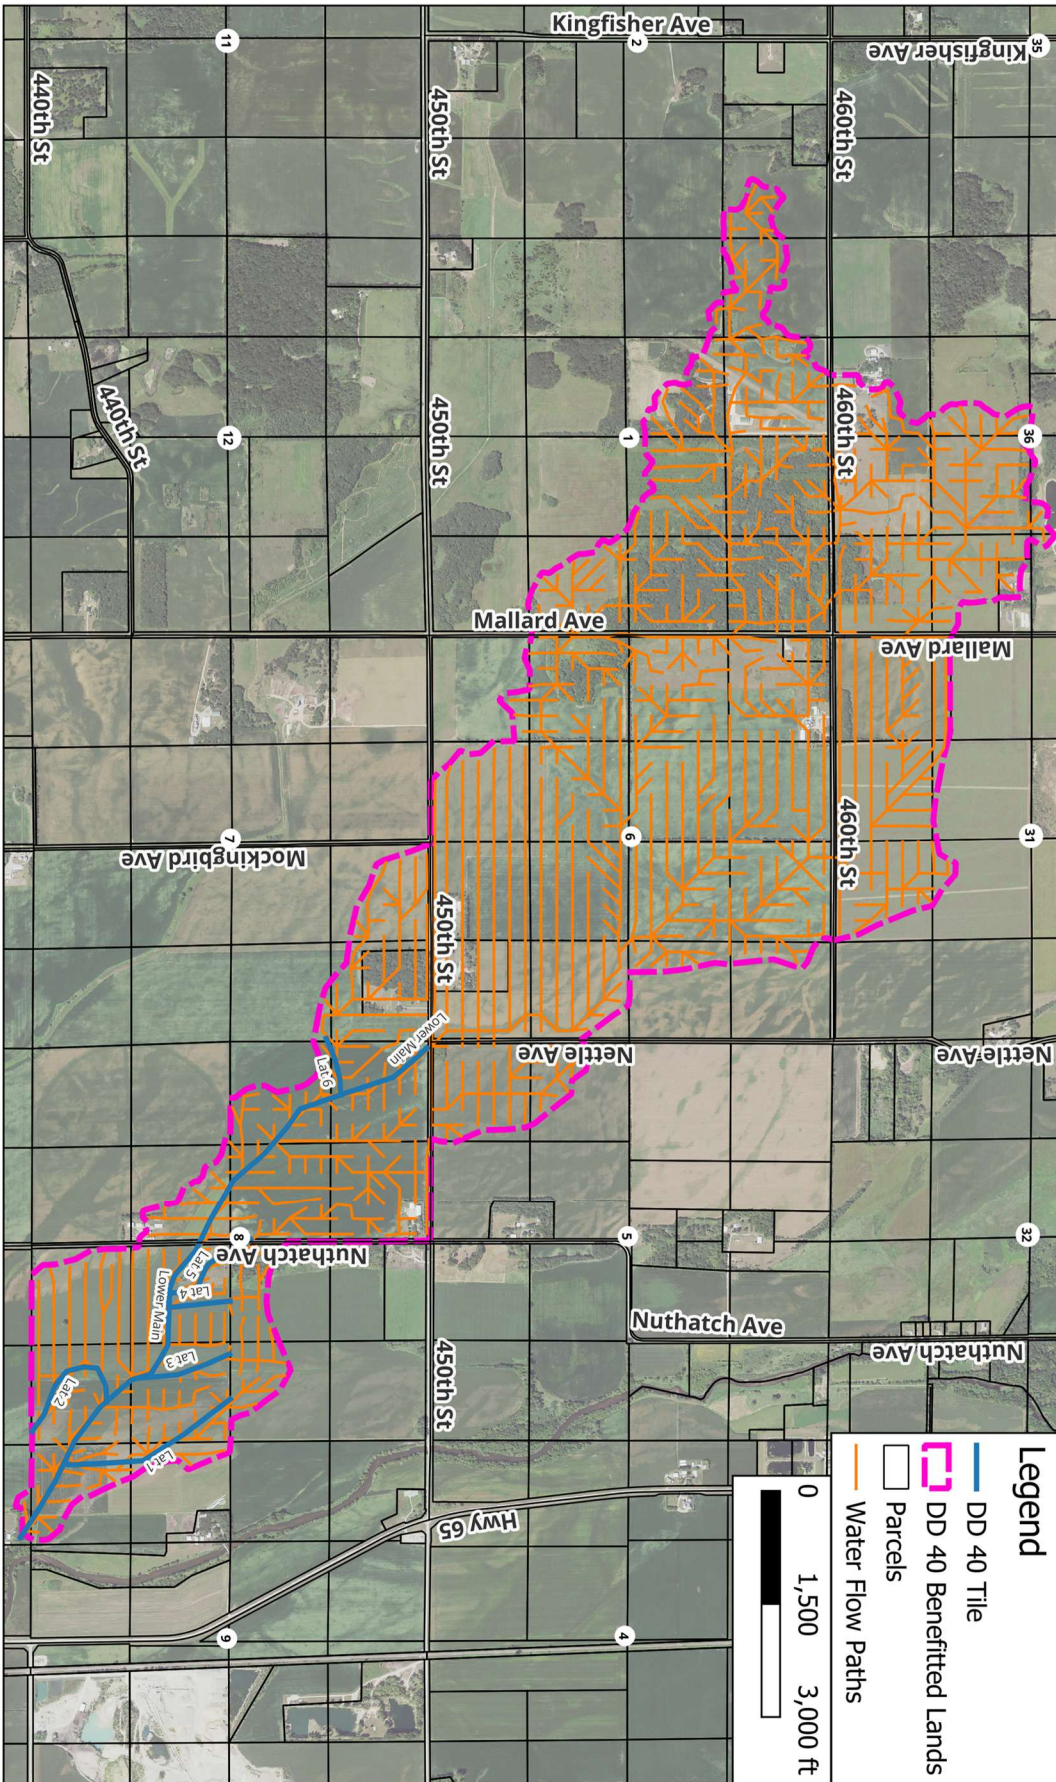 Kingfisher Ave
Kingfisher Ave
35
2
11
440th St
450th St
460th St
440th St
450th St
460th St
36
1
12
Mallard Ave
Mallard Ave
460th St
31
6
7
Mockingbird Ave
450th St
Lower Main
Lat 6
Nettle Ave
Nettle Ave
32
5
8
Nuthatch Ave
Lat 5
Lat 4
Lower Main
Lat 3
Lat 2
Lat 1
Nuthatch Ave
Nuthatch Ave
450th St
Hwy 65
9
4
Legend
DD 40 Tile
DD 40 Benefitted Lands
Parcels
Water Flow Paths
0 1,500 3,000 ft